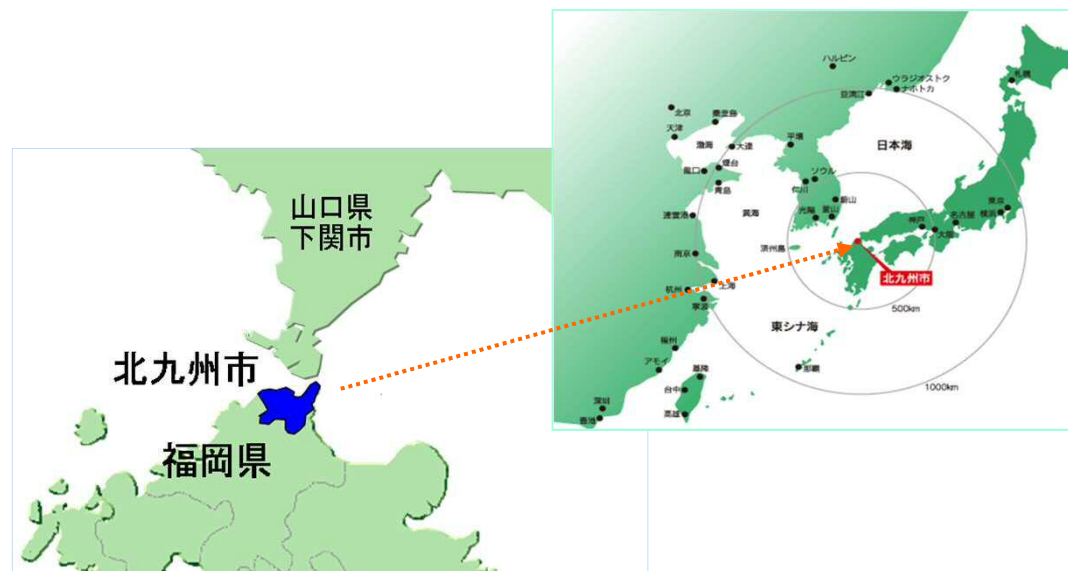 山口県
下関市
北九州市
福岡県
ハルビン
ウラジオストク
ナホトカ
札幌
北京
秦皇島
天津
渤海
大連
平壌
日本海
龍口
煙台
青島
ソウル
仁川
蔚山
光陽
釜山
連雲港
黄海
済州島
神戸
大阪
名古屋
東京
横浜
北九州市
南京
杭州
上海
寧波
500km
東シナ海
福州
アモイ
基隆
那覇
1000km
台中
深圳
香港
高雄